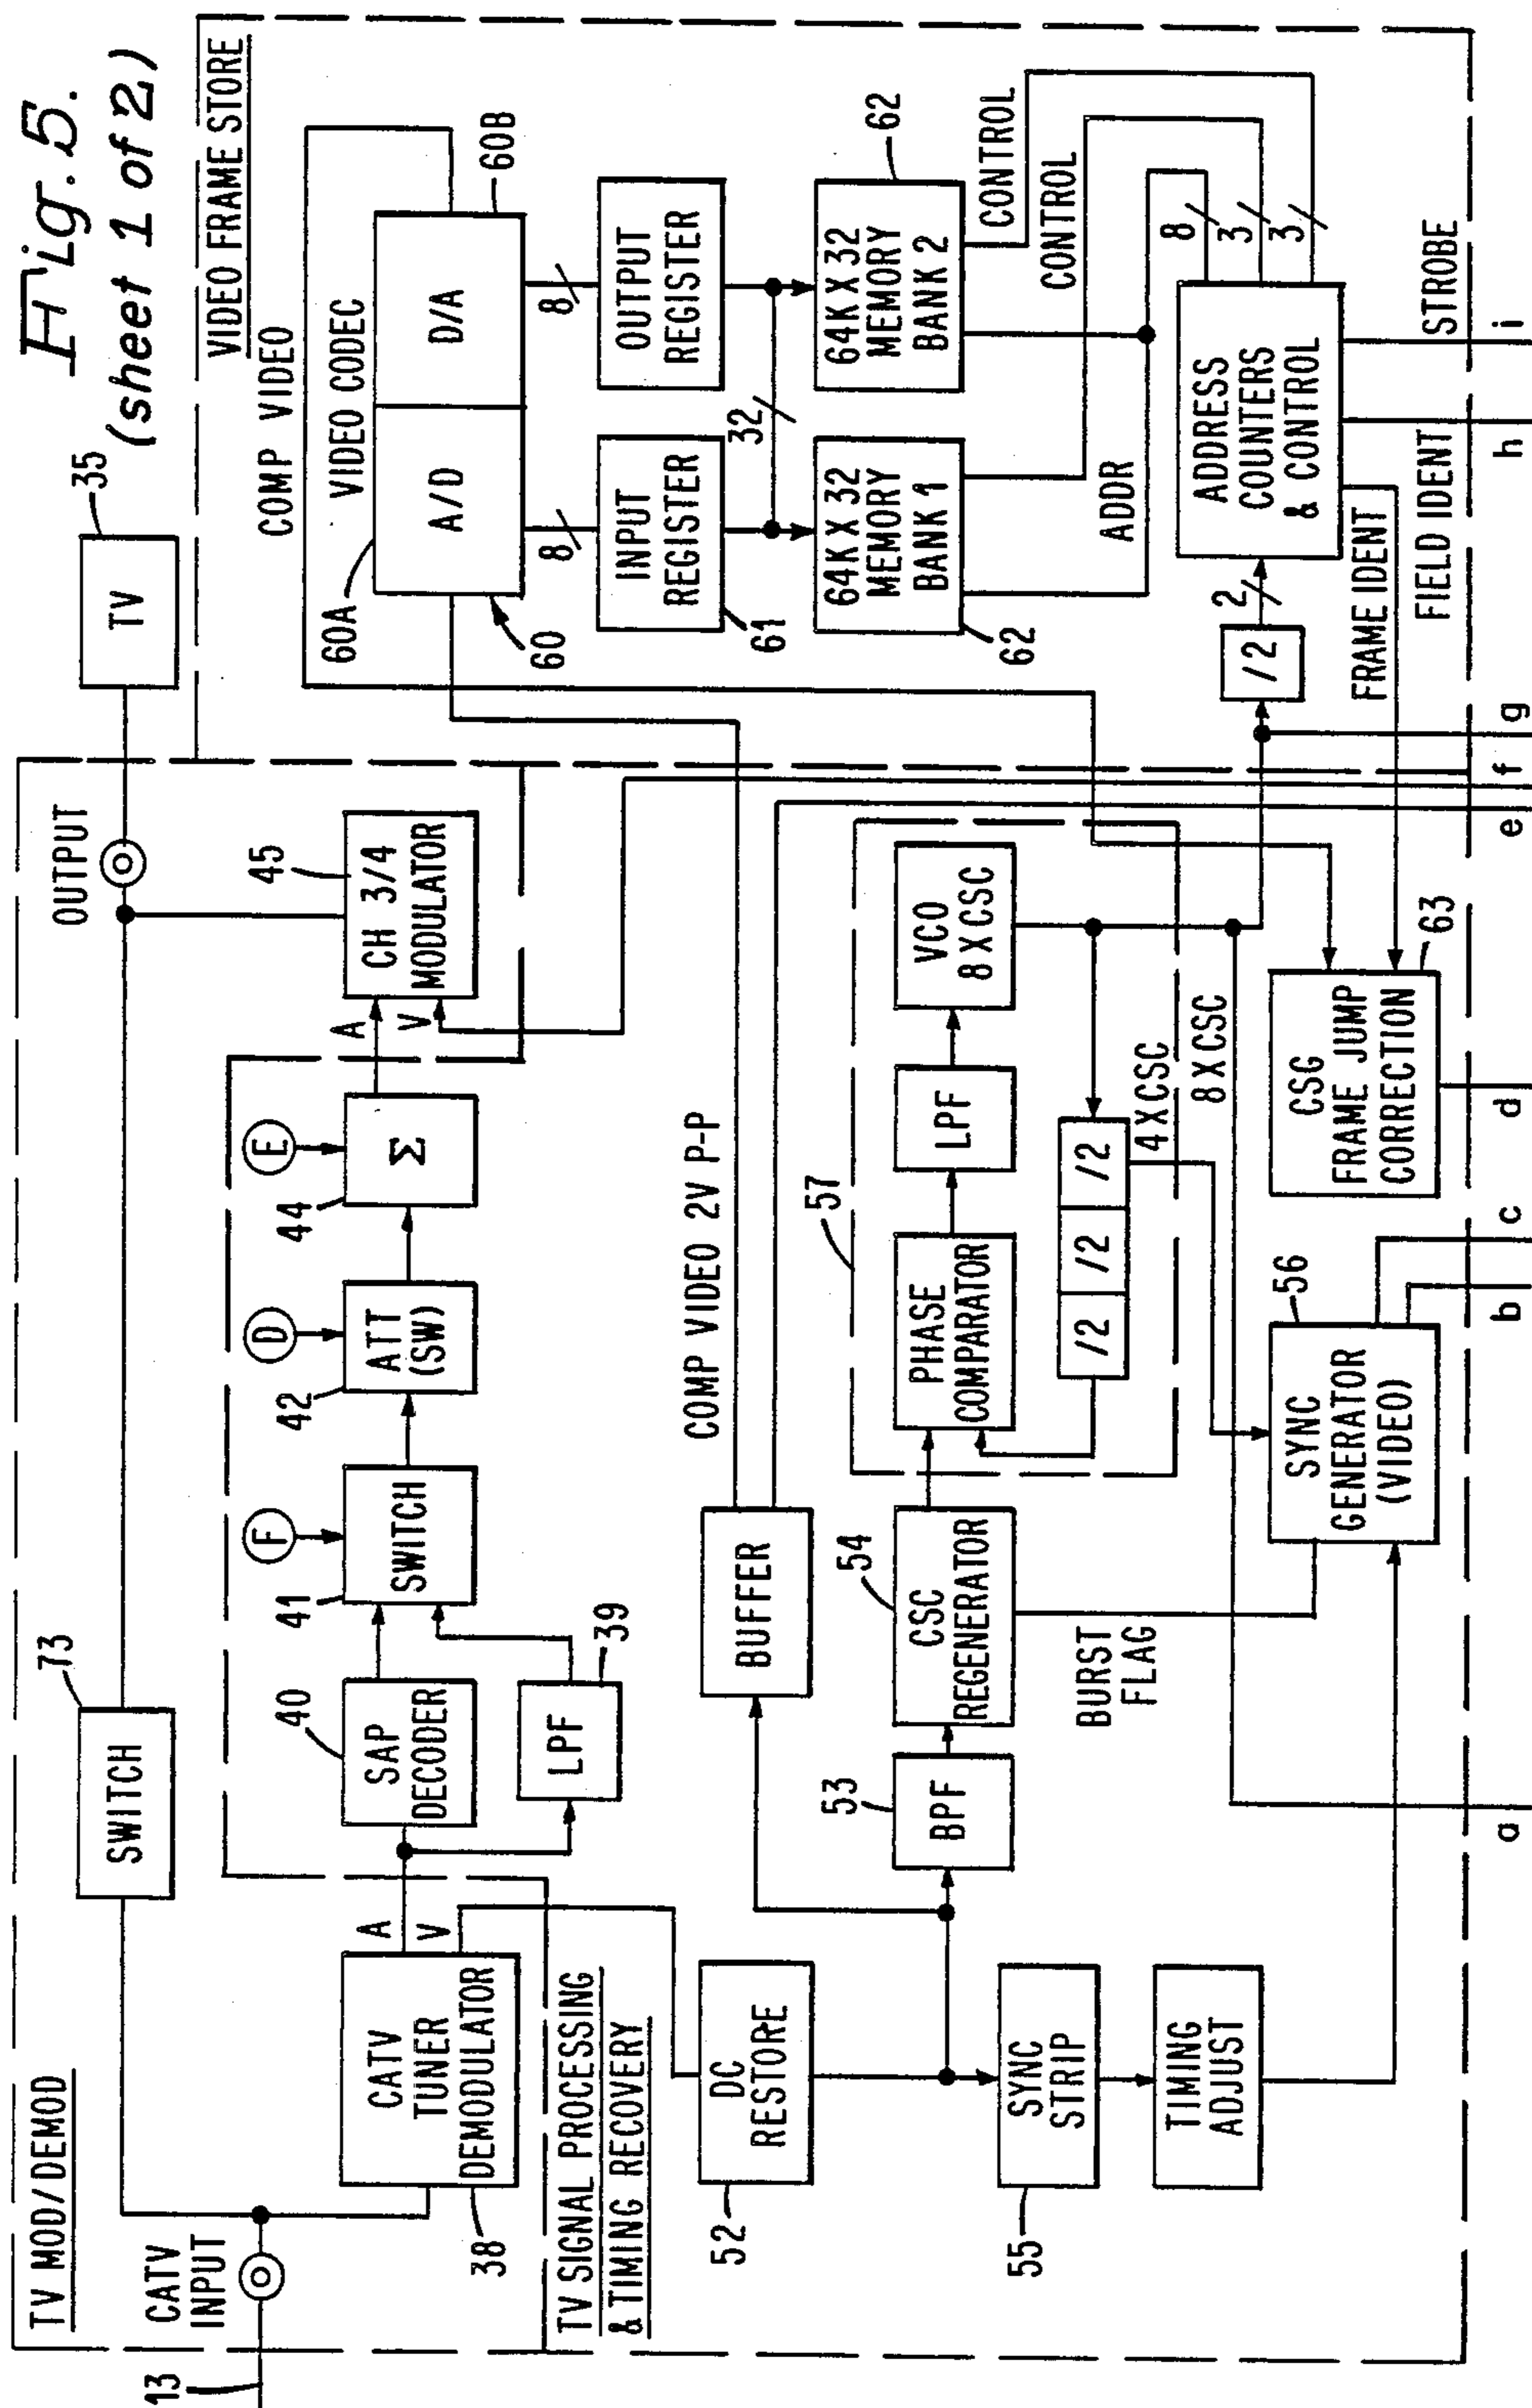 Fig. 5.
(sheet 1 of 2)
TV MOD/DEMOD
CATV
INPUT
13
73
SWITCH
OUTPUT
35
TV
CATV
TUNER
DEMODULATOR
38
A
V
40
SAP
DECODER
LPF
39
F
41
SWITCH
D
42
ATT
(SW)
E
44
Σ
A
V
45
CH 3/4
MODULATOR
TV SIGNAL PROCESSING
& TIMING RECOVERY
52
DC
RESTORE
55
SYNC
STRIP
TIMING
ADJUST
BUFFER
COMP VIDEO 2V P-P
53
BPF
54
CSC
REGENERATOR
BURST
FLAG
57
PHASE
COMPARATOR
LPF
VCO
8 X CSC
/2
/2
/2
4 X CSC
8 X CSC
56
SYNC
GENERATOR
(VIDEO)
CSG
FRAME JUMP
CORRECTION
63
VIDEO FRAME STORE
COMP VIDEO
VIDEO CODEC
60A
A/D
D/A
60B
60
8
8
INPUT
REGISTER
61
OUTPUT
REGISTER
32
64K X 32
MEMORY
BANK 1
62
64K X 32
MEMORY
BANK 2
62
CONTROL
CONTROL
ADDR
8
3
3
/2
2
ADDRESS
COUNTERS
& CONTROL
FRAME IDENT
FIELD IDENT
STROBE
a
b
c
d
e
f
g
h
i